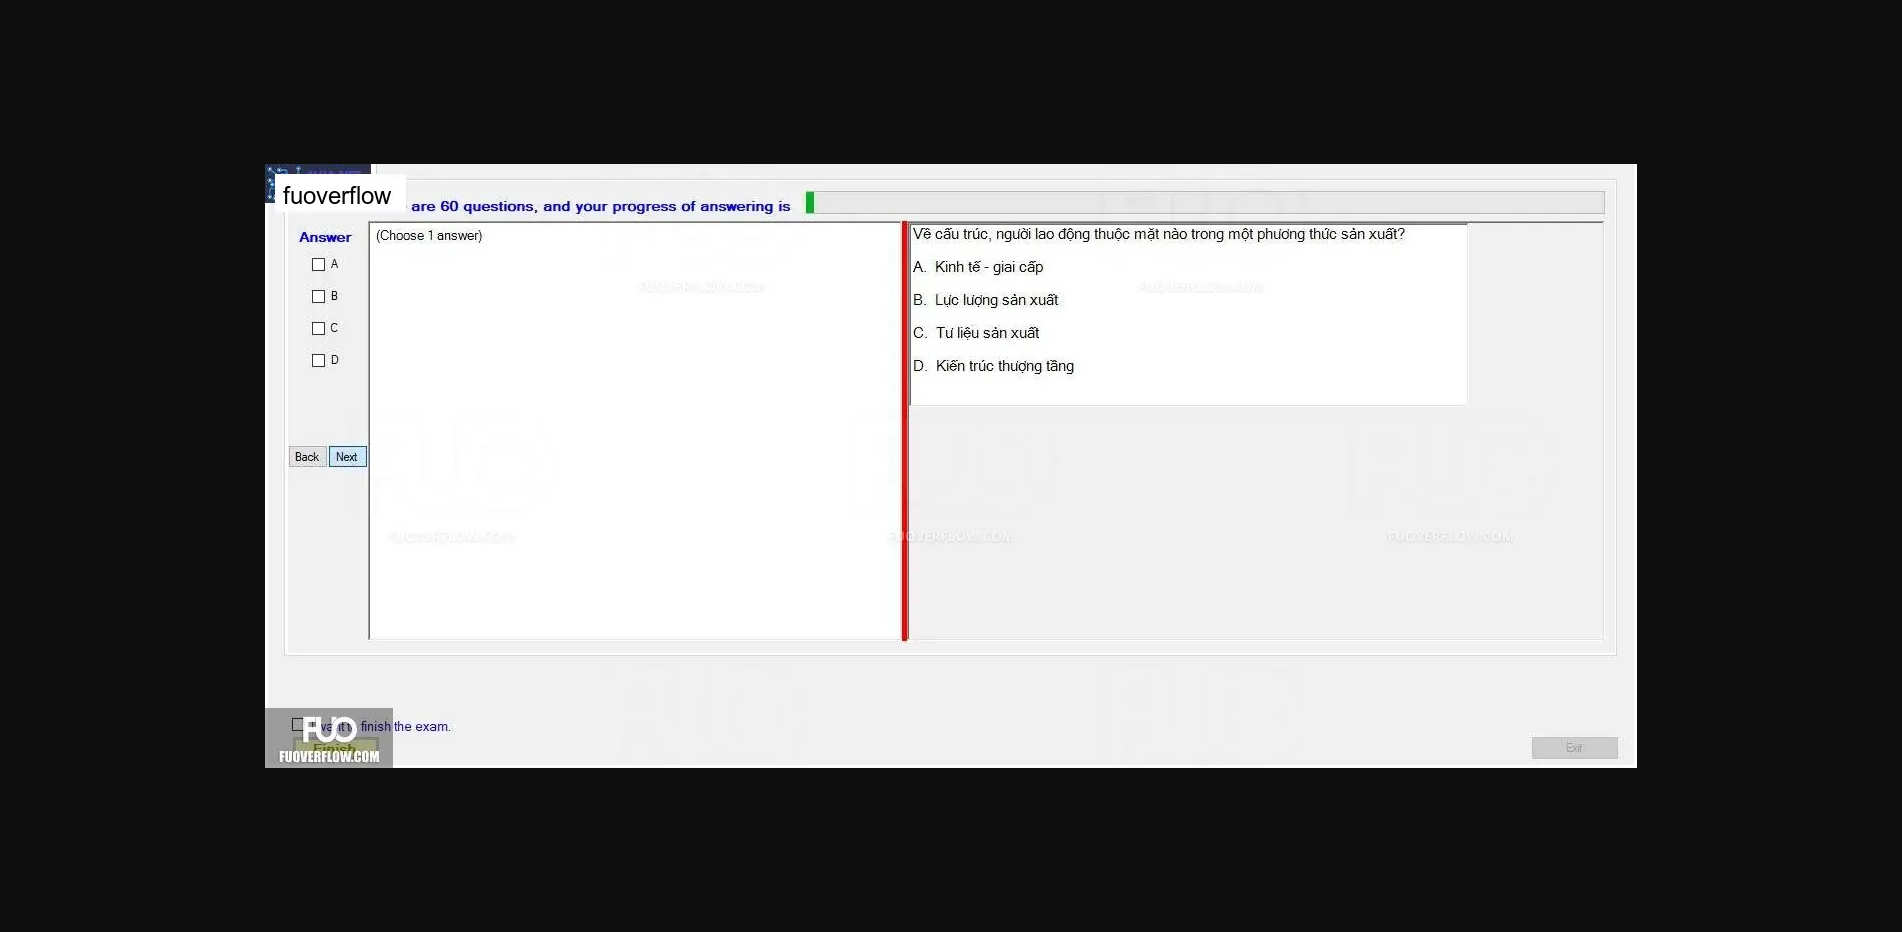 fuoverflow
are 60 questions, and your progress of answering is
Answer
(Choose 1 answer)
A
B
C
D
Back
Next
Về cấu trúc, người lao động thuộc mặt nào trong một phương thức sản xuất?
A. Kinh tế - giai cấp
B. Lực lượng sản xuất
C. Tư liệu sản xuất
D. Kiến trúc thượng tầng
FUOVERFLOW.COM
FUOVERFLOW.COM
FUOVERFLOW.COM
FUOVERFLOW.COM
FUOVERFLOW.COM
I want to finish the exam.
FUO
Finish
FUOVERFLOW.COM
Exit